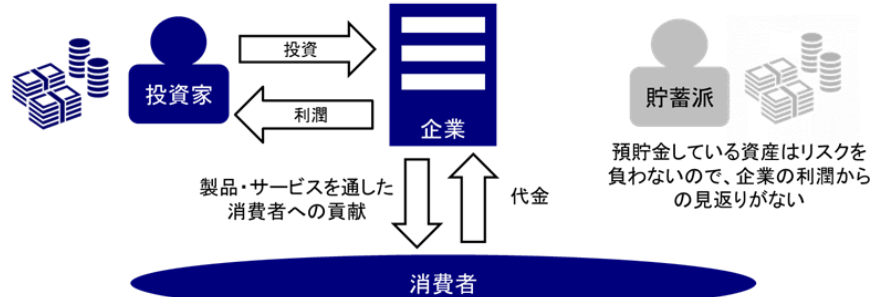 投資
投資家
利潤
企業
貯蓄派
預貯金している資産はリスクを
負わないので、企業の利潤から
の見返りがない
製品・サービスを通した
消費者への貢献
代金
消費者